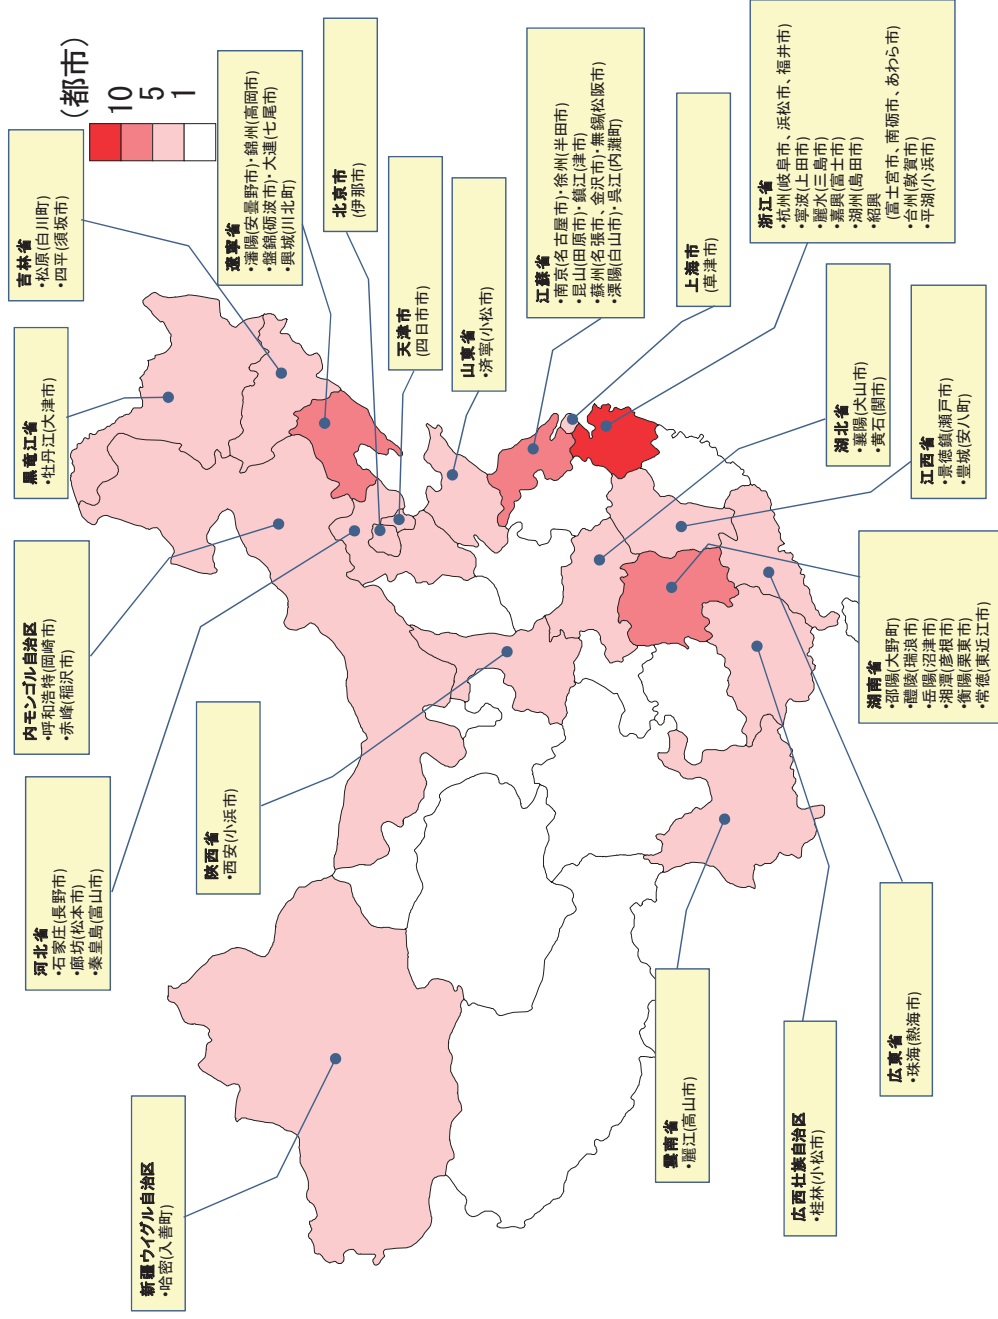 (都市)
10
5
1
吉林省
・松原(白川町)
・四平(須坂市)
遼寧省
・瀋陽(安曇野市)・錦州(高岡市)
・盤錦(砺波市)・大連(七尾市)
・興城(川北町)
北京市
(伊那市)
黒竜江省
・牡丹江(大津市)
天津市
(四日市市)
山東省
・済寧(小松市)
江蘇省
・南京(名古屋市)・徐州(半田市)
・昆山(田原市)・鎮江(津市)
・蘇州(名張市、金沢市)・無錫(松阪市)
・溧陽(白山市)・呉江(内灘町)
上海市
(草津市)
浙江省
・杭州(岐阜市、浜松市、福井市)
・寧波(上田市)
・麗水(三島市)
・嘉興(富士市)
・湖州(島田市)
・紹興
(富士宮市、南砺市、あわら市)
・台州(敦賀市)
・平湖(小浜市)
内モンゴル自治区
・呼和浩特(岡崎市)
・赤峰(稲沢市)
湖北省
・襄陽(犬山市)
・黄石(関市)
江西省
・景徳鎮(瀬戸市)
・豊城(安八町)
河北省
・石家庄(長野市)
・廊坊(松本市)
・秦皇島(富山市)
陝西省
・西安(小浜市)
湖南省
・邵陽(大野町)
・醴陵(瑞浪市)
・岳陽(沼津市)
・湘潭(彦根市)
・衡陽(栗東市)
・常徳(東近江市)
新疆ウイグル自治区
・哈密(入善町)
雲南省
・麗江(高山市)
広西壮族自治区
・桂林(小松市)
広東省
・珠海(熱海市)